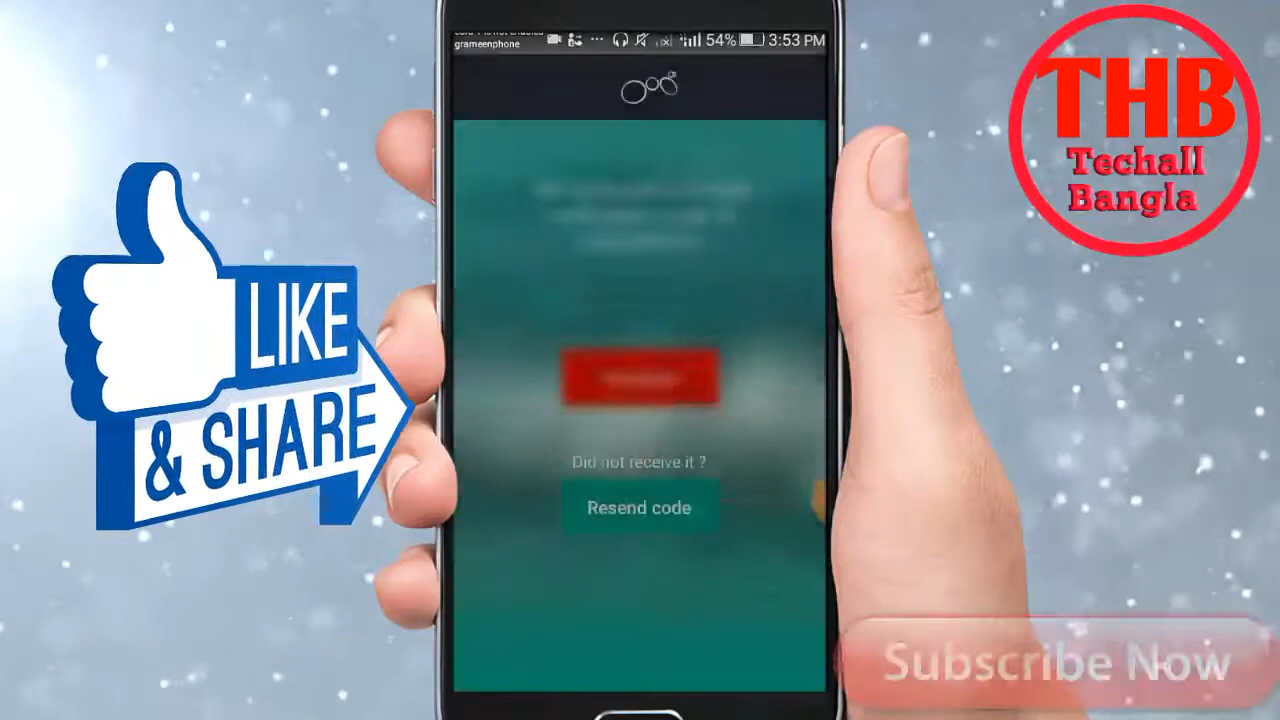 grameenphone
54%
3:53 PM
THB
Techall
Bangla
LIKE
& SHARE
Did not receive it ?
Resend code
Subscribe Now